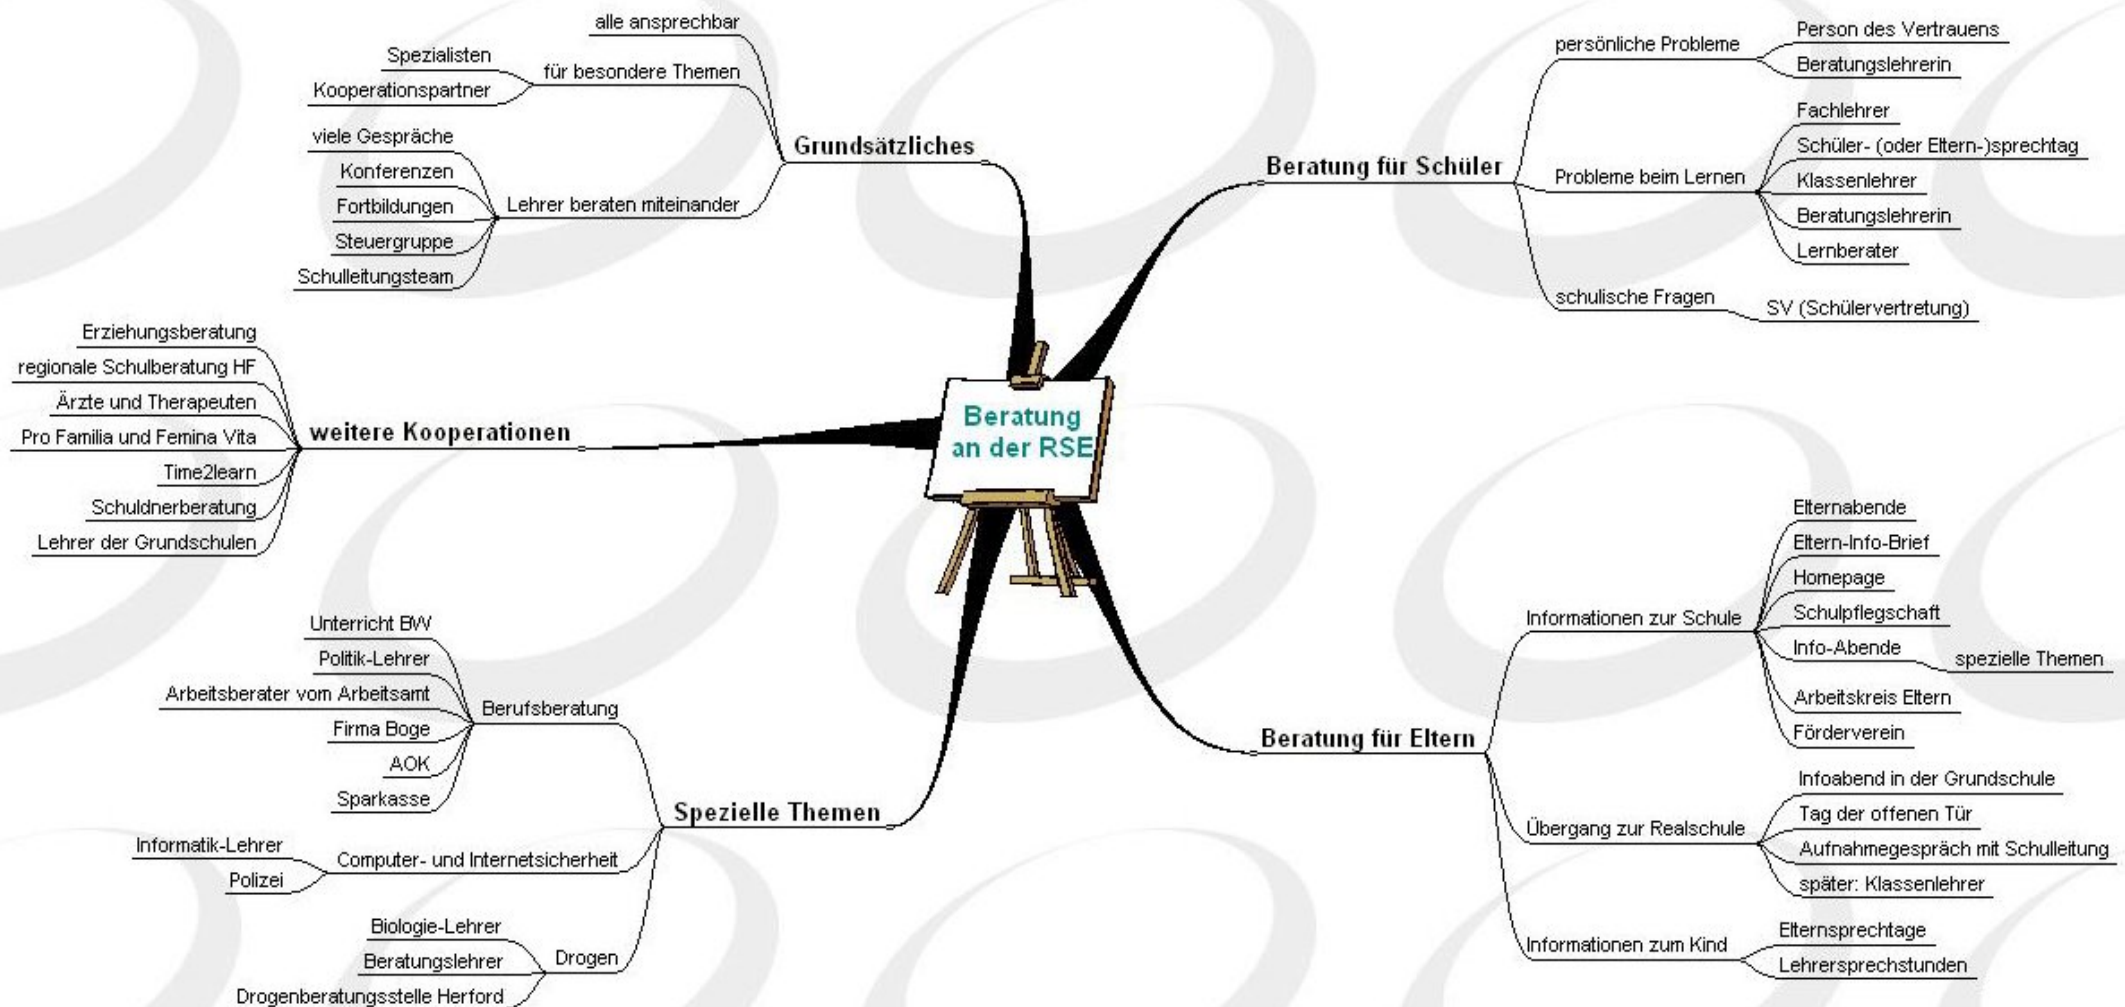 Beratung
an der RSE
Grundsätzliches
alle ansprechbar
für besondere Themen
Spezialisten
Kooperationspartner
Lehrer beraten miteinander
viele Gespräche
Konferenzen
Fortbildungen
Steuergruppe
Schulleitungsteam
weitere Kooperationen
Erziehungsberatung
regionale Schulberatung HF
Ärzte und Therapeuten
Pro Familia und Femina Vita
Time2learn
Schuldnerberatung
Lehrer der Grundschulen
Spezielle Themen
Berufsberatung
Unterricht BW
Politik-Lehrer
Arbeitsberater vom Arbeitsamt
Firma Boge
AOK
Sparkasse
Computer- und Internetsicherheit
Informatik-Lehrer
Polizei
Drogen
Biologie-Lehrer
Beratungslehrer
Drogenberatungsstelle Herford
Beratung für Schüler
persönliche Probleme
Person des Vertrauens
Beratungslehrerin
Probleme beim Lernen
Fachlehrer
Schüler- (oder Eltern-)sprechtag
Klassenlehrer
Beratungslehrerin
Lernberater
schulische Fragen
SV (Schülervertretung)
Beratung für Eltern
Informationen zur Schule
Elternabende
Eltern-Info-Brief
Homepage
Schulpflegschaft
Info-Abende
spezielle Themen
Arbeitskreis Eltern
Förderverein
Übergang zur Realschule
Infoabend in der Grundschule
Tag der offenen Tür
Aufnahmegespräch mit Schulleitung
später: Klassenlehrer
Informationen zum Kind
Elternsprechtage
Lehrersprechstunden